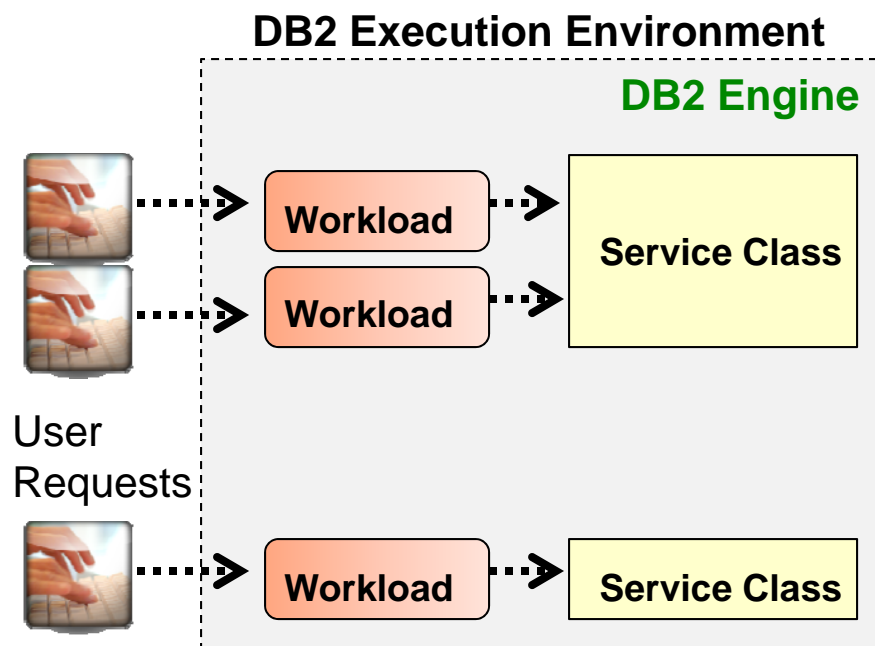 DB2 Execution Environment
DB2 Engine
Workload
Service Class
Workload
User
Requests
Workload
Service Class